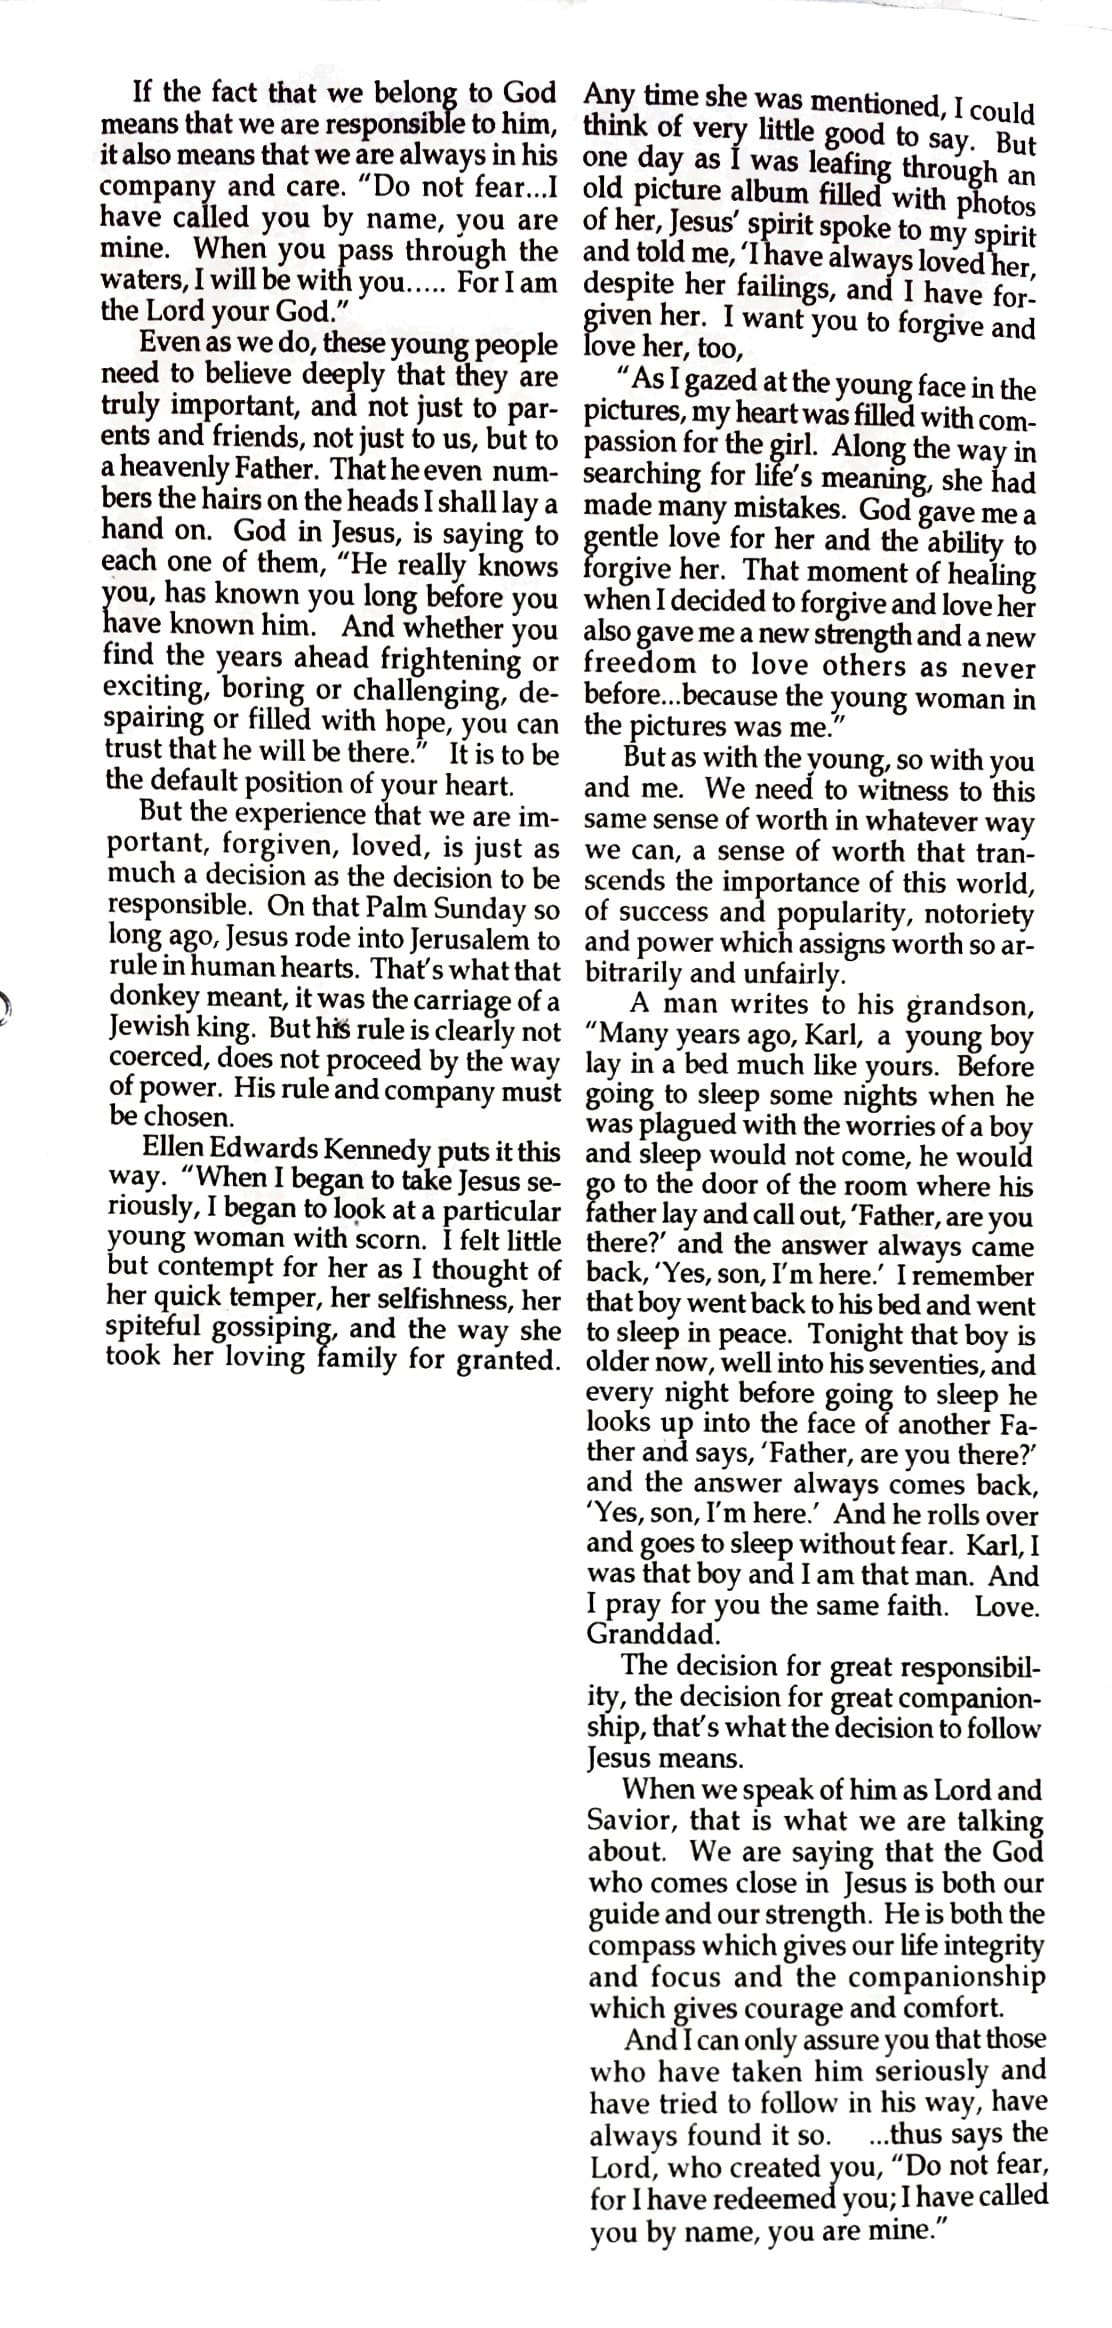 If the fact that we belong to God
means that we are responsible to him,
it also means that we are always in his
company and care. “Do not fear...I
have called you by name, you are
mine. When you pass through the
waters, I will be with you..... For I am
the Lord your God.”
Even as we do, these young people
need to believe deeply that they are
truly important, and not just to par-
ents and friends, not just to us, but to
a heavenly Father. That he even num-
bers the hairs on the heads I shall lay a
hand on. God in Jesus, is saying to
each one of them, “He really knows
you, has known you long before you
have known him. And whether you
find the years ahead frightening or
exciting, boring or challenging, de-
spairing or filled with hope, you can
trust that he will be there.” It is to be
the default position of your heart.
But the experience that we are im-
portant, forgiven, loved, is just as
much a decision as the decision to be
responsible. On that Palm Sunday so
long ago, Jesus rode into Jerusalem to
rule in human hearts. That’s what that
donkey meant, it was the carriage of a
Jewish king. But his rule is clearly not
coerced, does not proceed by the way
of power. His rule and company must
be chosen.
Ellen Edwards Kennedy puts it this
way. “When I began to take Jesus se-
riously, I began to look at a particular
young woman with scorn. I felt little
but contempt for her as I thought of
her quick temper, her selfishness, her
spiteful gossiping, and the way she
took her loving family for granted.
Any time she was mentioned, I could
think of very little good to say. But
one day as I was leafing through an
old picture album filled with photos
of her, Jesus’ spirit spoke to my spirit
and told me, ‘I have always loved her,
despite her failings, and I have for-
given her. I want you to forgive and
love her, too,
“As I gazed at the young face in the
pictures, my heart was filled with com-
passion for the girl. Along the way in
searching for life’s meaning, she had
made many mistakes. God gave me a
gentle love for her and the ability to
forgive her. That moment of healing
when I decided to forgive and love her
also gave me a new strength and a new
freedom to love others as never
before...because the young woman in
the pictures was me.”
But as with the young, so with you
and me. We need to witness to this
same sense of worth in whatever way
we can, a sense of worth that tran-
scends the importance of this world,
of success and popularity, notoriety
and power which assigns worth so ar-
bitrarily and unfairly.
A man writes to his grandson,
“Many years ago, Karl, a young boy
lay in a bed much like yours. Before
going to sleep some nights when he
was plagued with the worries of a boy
and sleep would not come, he would
go to the door of the room where his
father lay and call out, ‘Father, are you
there?’ and the answer always came
back, ‘Yes, son, I’m here.’ I remember
that boy went back to his bed and went
to sleep in peace. Tonight that boy is
older now, well into his seventies, and
every night before going to sleep he
looks up into the face of another Fa-
ther and says, ‘Father, are you there?’
and the answer always comes back,
‘Yes, son, I’m here.’ And he rolls over
and goes to sleep without fear. Karl, I
was that boy and I am that man. And
I pray for you the same faith. Love.
Granddad.
The decision for great responsibil-
ity, the decision for great companion-
ship, that’s what the decision to follow
Jesus means.
When we speak of him as Lord and
Savior, that is what we are talking
about. We are saying that the God
who comes close in Jesus is both our
guide and our strength. He is both the
compass which gives our life integrity
and focus and the companionship
which gives courage and comfort.
And I can only assure you that those
who have taken him seriously and
have tried to follow in his way, have
always found it so. ...thus says the
Lord, who created you, “Do not fear,
for I have redeemed you; I have called
you by name, you are mine.”